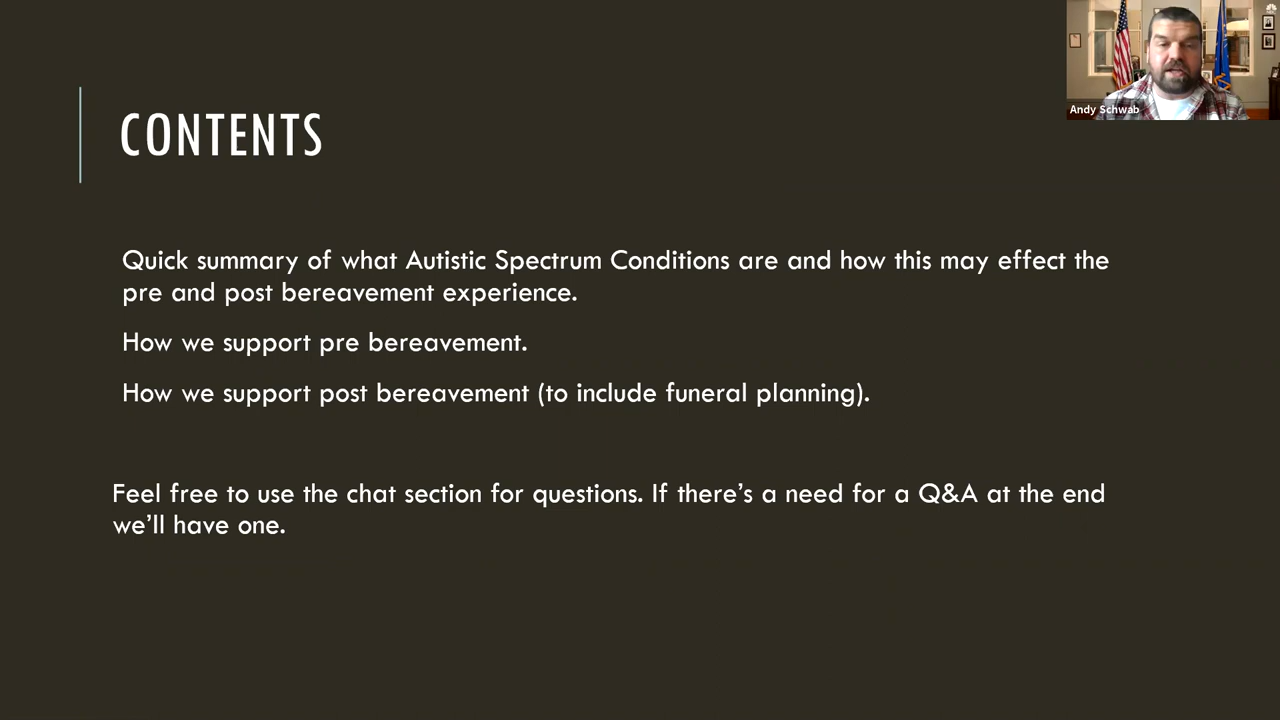 Andy Schwab
CONTENTS
Quick summary of what Autistic Spectrum Conditions are and how this may effect the
pre and post bereavement experience.
How we support pre bereavement.
How we support post bereavement (to include funeral planning).
Feel free to use the chat section for questions. If there's a need for a Q&A at the end
we'll have one.